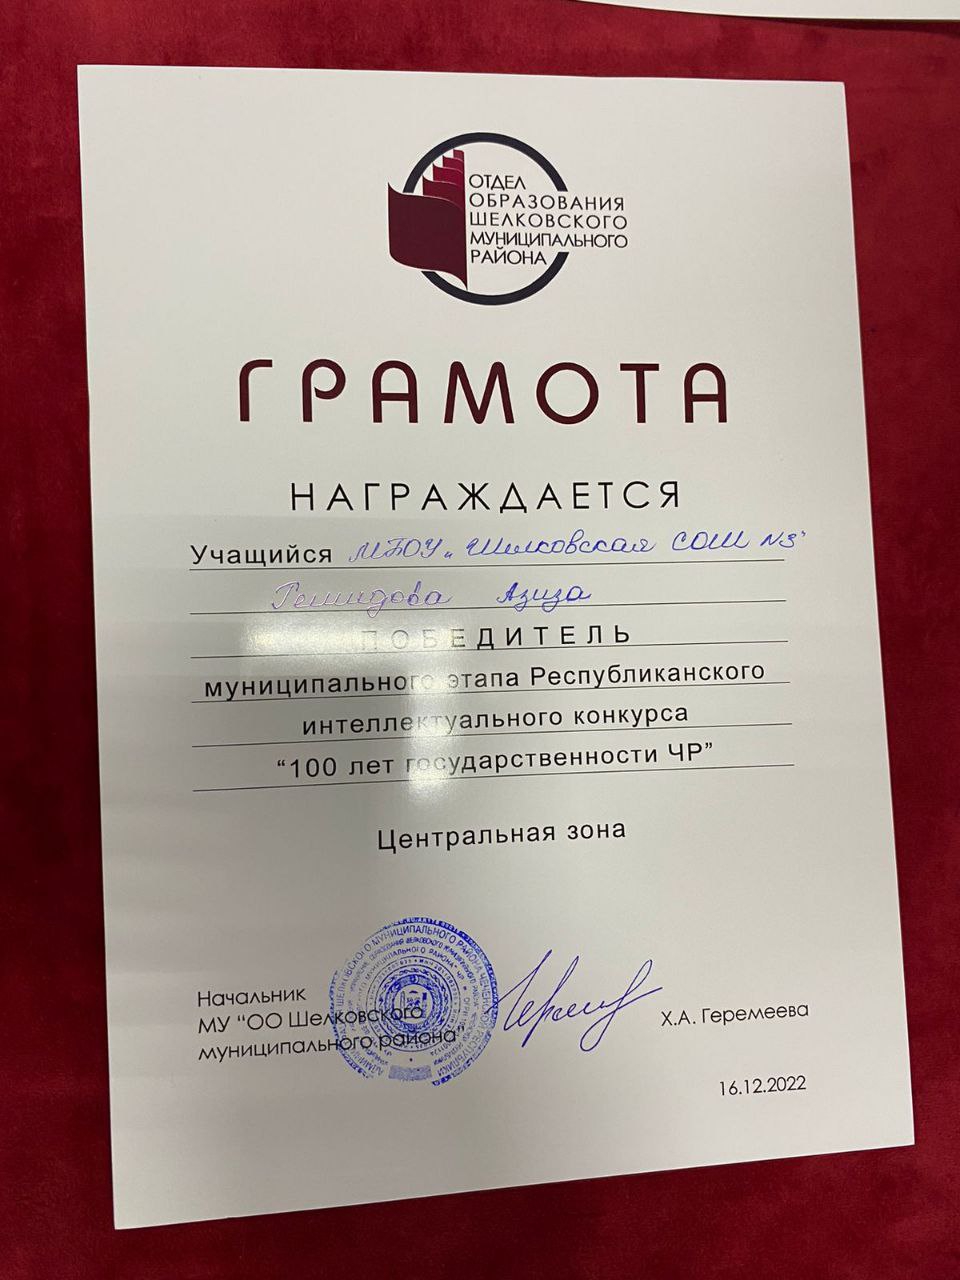 ОТДЕЛ
ОБРАЗОВАНИЯ
ШЕЛКОВСКОГО
МУНИЦИПАЛЬНОГО
РАЙОНА
ГРАМОТА
НАГРАЖДАЕТСЯ
Учащийся МБОУ „Шелковская СОШ №3"
Азиза
ПОБЕДИТЕЛЬ
муниципального этапа Республиканского
интеллектуального конкурса
“100 лет государственности ЧР”
Центральная зона
Начальник
МУ “ОО Шелковского
муниципального района”
Х.А. Геремеева
16.12.2022